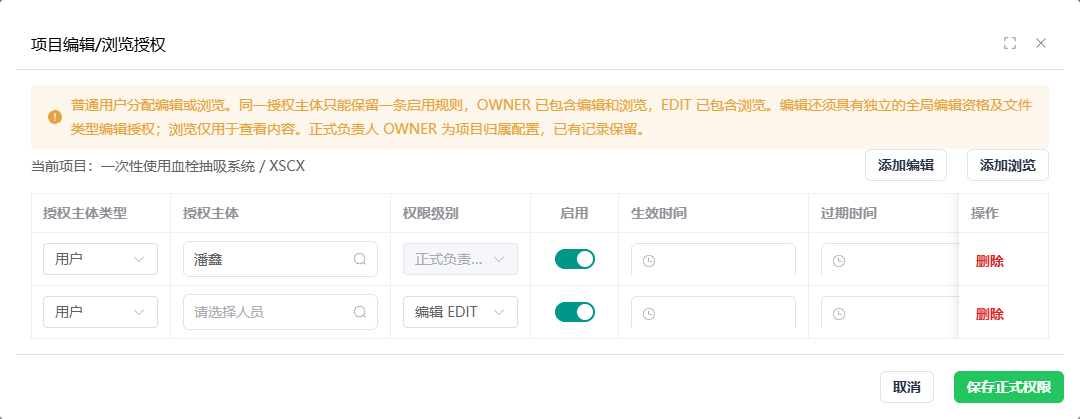 项目编辑/浏览授权
普通用户分配编辑或浏览。同一授权主体只能保留一条启用规则，OWNER 已包含编辑和浏览，EDIT 已包含浏览。编辑还须具有独立的全局编辑资格及文件
类型编辑授权；浏览仅用于查看内容。正式负责人 OWNER 为项目归属配置，已有记录保留。
当前项目：一次性使用血栓抽吸系统 / XSCX 添加编辑 添加浏览
授权主体类型 授权主体 权限级别 启用 生效时间 过期时间 操作
用户 潘鑫 正式负责... 删除
用户 请选择人员 编辑 EDIT 删除
取消 保存正式权限